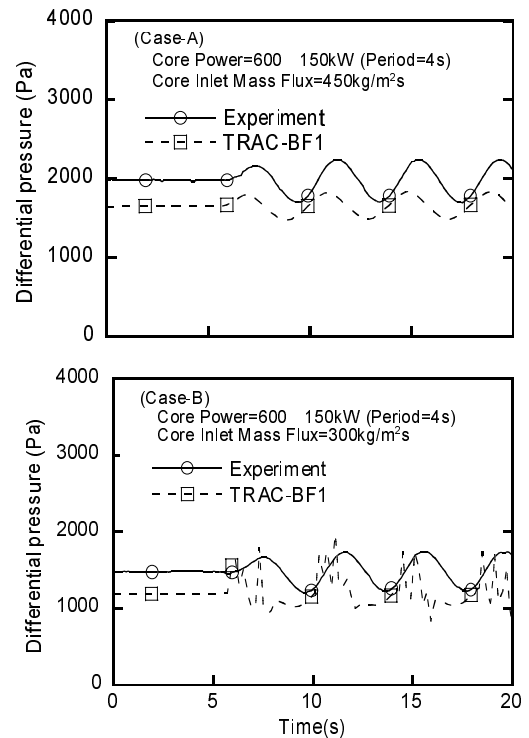 4000
3000
2000
1000
0
Differential pressure (Pa)
(Case-A)
Core Power=600 150kW (Period=4s)
Core Inlet Mass Flux=450kg/m²s
Experiment
TRAC-BF1
4000
3000
2000
1000
0
Differential pressure (Pa)
(Case-B)
Core Power=600 150kW (Period=4s)
Core Inlet Mass Flux=300kg/m²s
Experiment
TRAC-BF1
0 5 10 15 20
Time(s)